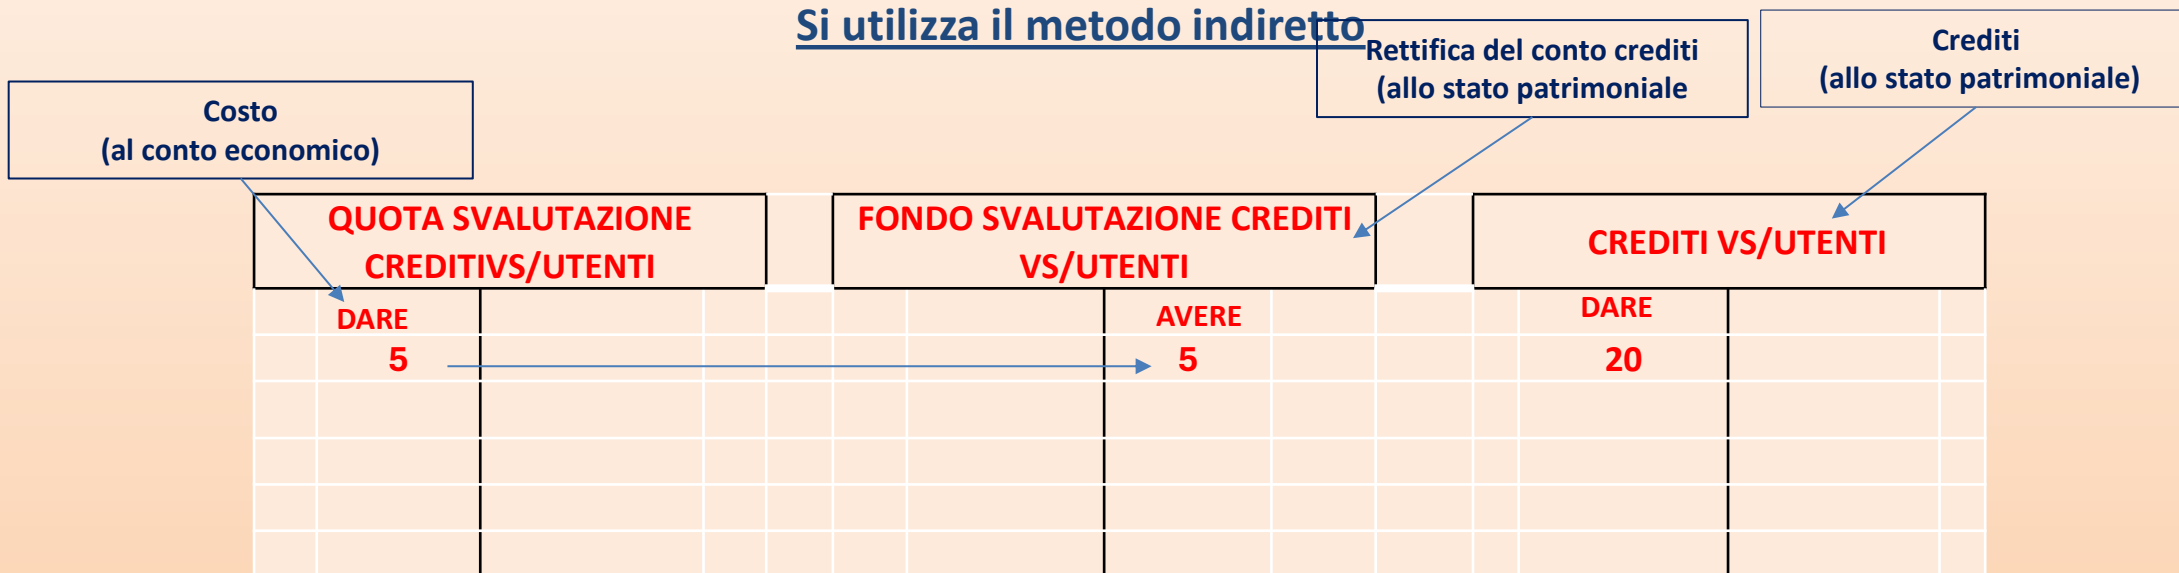 Si utilizza il metodo indiretto
Costo
(al conto economico)
Rettifica del conto crediti
(allo stato patrimoniale
Crediti
(allo stato patrimoniale)
QUOTA SVALUTAZIONE
CREDITIVS/UTENTI
FONDO SVALUTAZIONE CREDITI
VS/UTENTI
CREDITI VS/UTENTI
DARE
AVERE
DARE
5
5
20